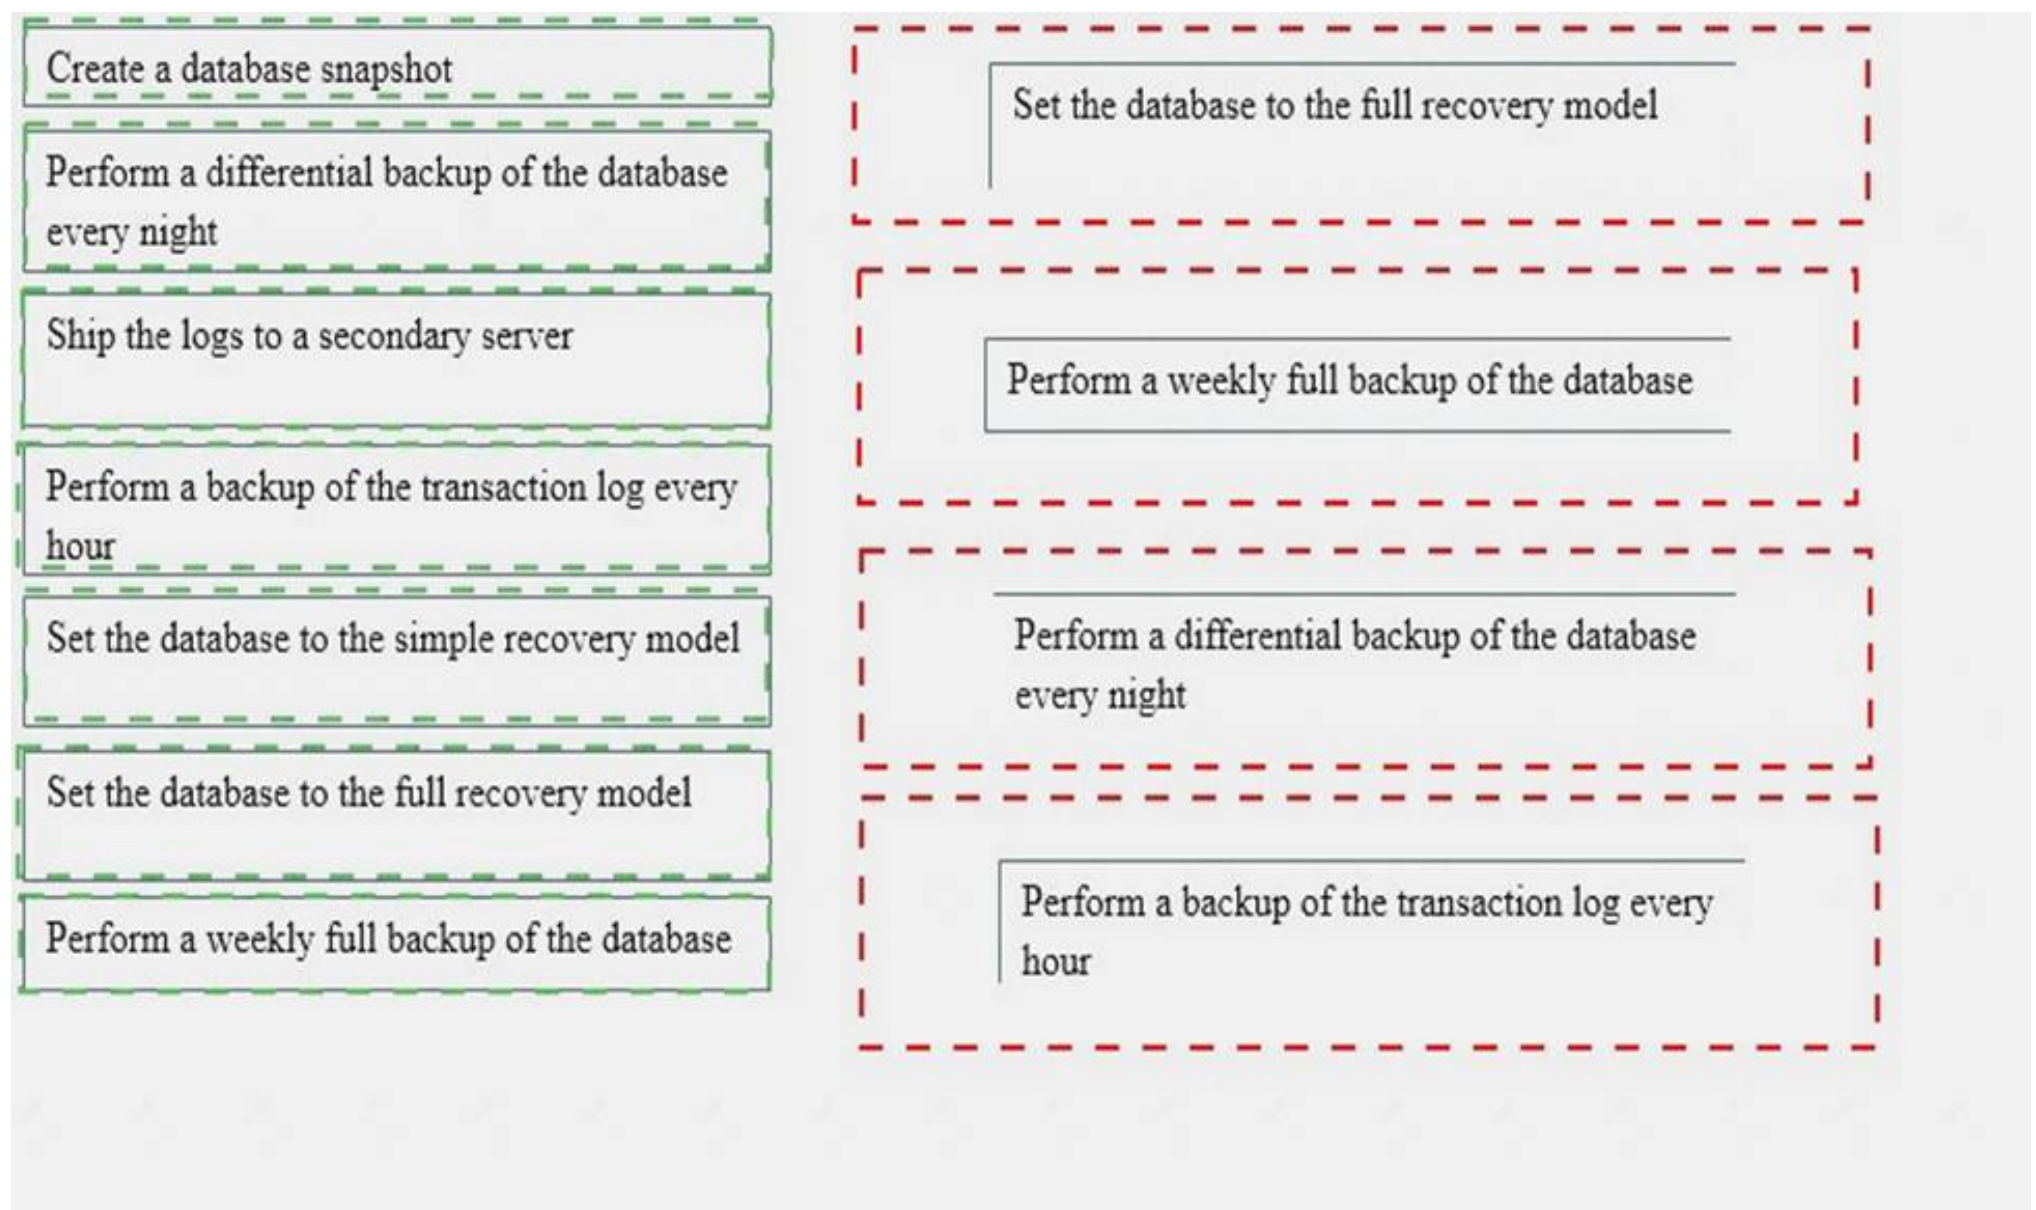 Create a database snapshot
Perform a differential backup of the database
every night
Ship the logs to a secondary server
Perform a backup of the transaction log every
hour
Set the database to the simple recovery model
Set the database to the full recovery model
Perform a weekly full backup of the database
Set the database to the full recovery model
Perform a weekly full backup of the database
Perform a differential backup of the database
every night
Perform a backup of the transaction log every
hour